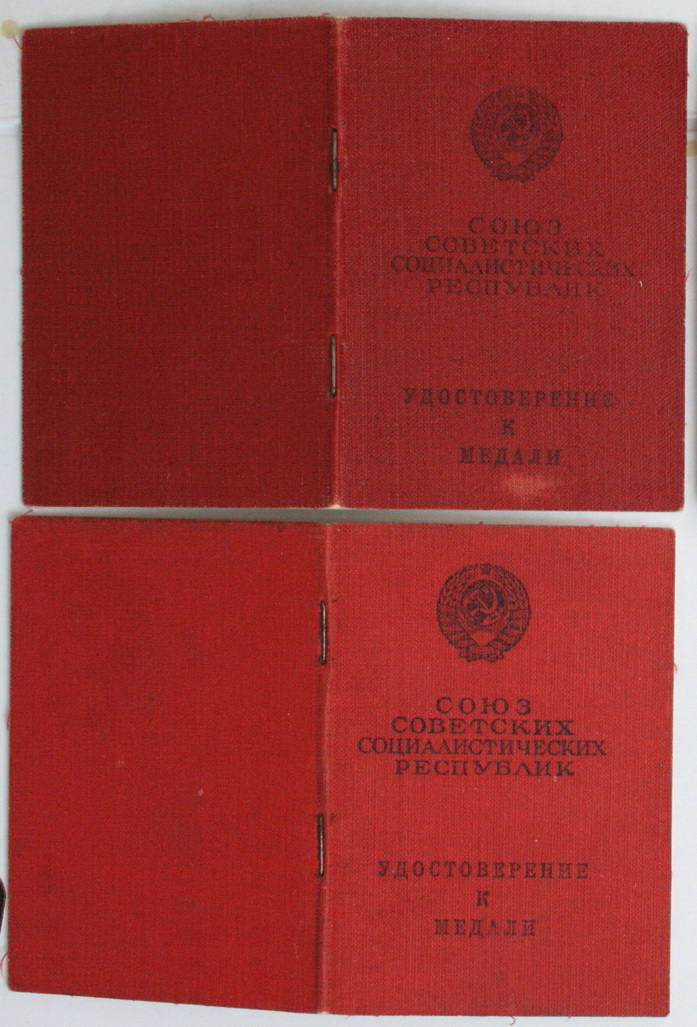 СОЮЗ
СОВЕТСКИХ
СОЦИАЛИСТИЧЕСКИХ
РЕСПУБЛИК
УДОСТОВЕРЕНИЕ
К
МЕДАЛИ
СОЮЗ
СОВЕТСКИХ
СОЦИАЛИСТИЧЕСКИХ
РЕСПУБЛИК
УДОСТОВЕРЕНИЕ
К
МЕДАЛИ